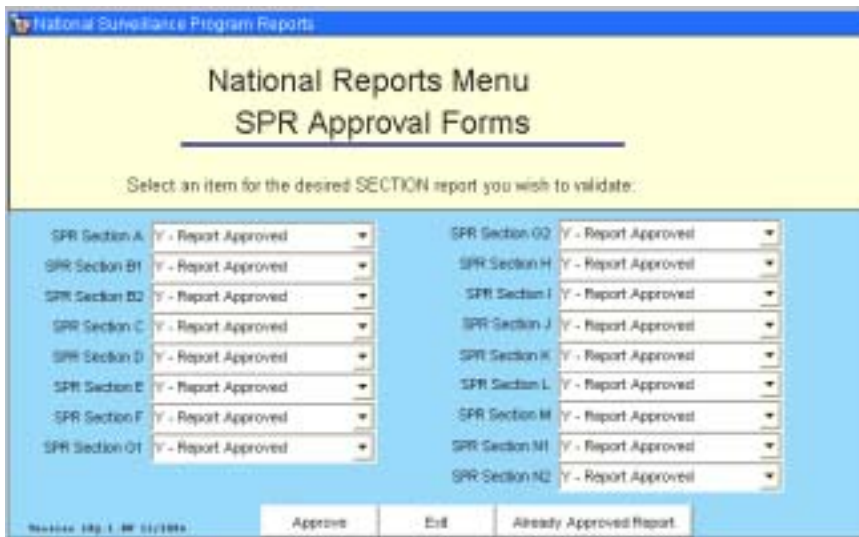 National Surveillance Program Reports
National Reports Menu
SPR Approval Forms
Select an item for the desired SECTION report you wish to validate:
SPR Section A Y - Report Approved
SPR Section B1 Y - Report Approved
SPR Section B2 Y - Report Approved
SPR Section C Y - Report Approved
SPR Section D Y - Report Approved
SPR Section E Y - Report Approved
SPR Section F Y - Report Approved
SPR Section G1 Y - Report Approved
SPR Section G2 Y - Report Approved
SPR Section H Y - Report Approved
SPR Section I Y - Report Approved
SPR Section J Y - Report Approved
SPR Section K Y - Report Approved
SPR Section L Y - Report Approved
SPR Section M Y - Report Approved
SPR Section N1 Y - Report Approved
SPR Section N2 Y - Report Approved
Version
Approve
Exit
Already Approved Report